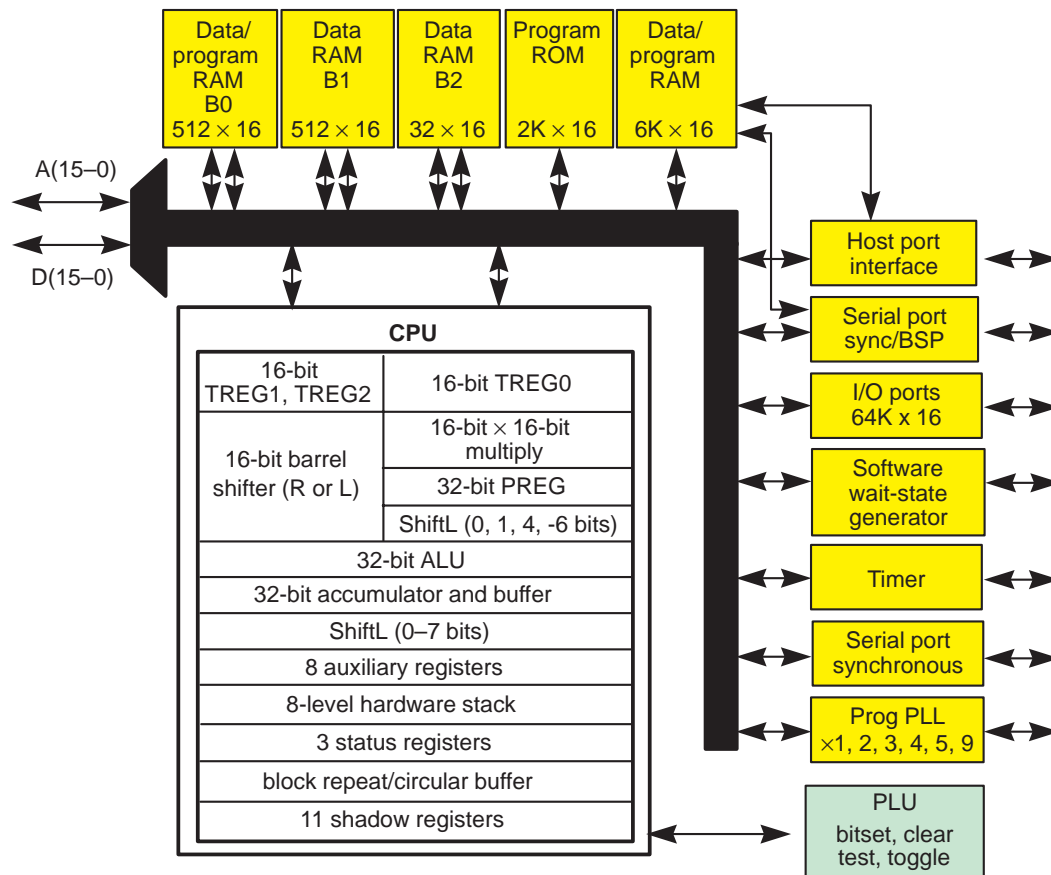 Data/
program
RAM
B0
512 × 16
Data
RAM
B1
512 × 16
Data
RAM
B2
32 × 16
Program
ROM
2K × 16
Data/
program
RAM
6K × 16
A(15–0)
D(15–0)
Host port
interface
Serial port
sync/BSP
I/O ports
64K x 16
Software
wait-state
generator
Timer
Serial port
synchronous
Prog PLL
×1, 2, 3, 4, 5, 9
PLU
bitset, clear
test, toggle
CPU
16-bit
TREG1, TREG2
16-bit TREG0
16-bit barrel
shifter (R or L)
16-bit × 16-bit
multiply
32-bit PREG
ShiftL (0, 1, 4, -6 bits)
32-bit ALU
32-bit accumulator and buffer
ShiftL (0–7 bits)
8 auxiliary registers
8-level hardware stack
3 status registers
block repeat/circular buffer
11 shadow registers